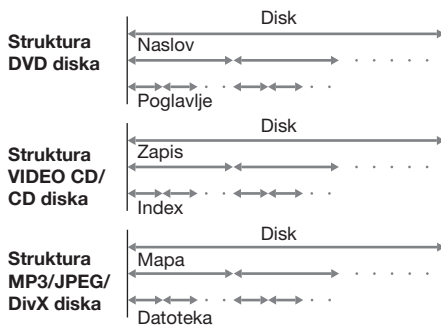 Disk
Struktura
DVD diska
Naslov
Poglavlje
Disk
Struktura
VIDEO CD/
CD diska
Zapis
Index
Disk
Struktura
MP3/JPEG/
DivX diska
Mapa
Datoteka